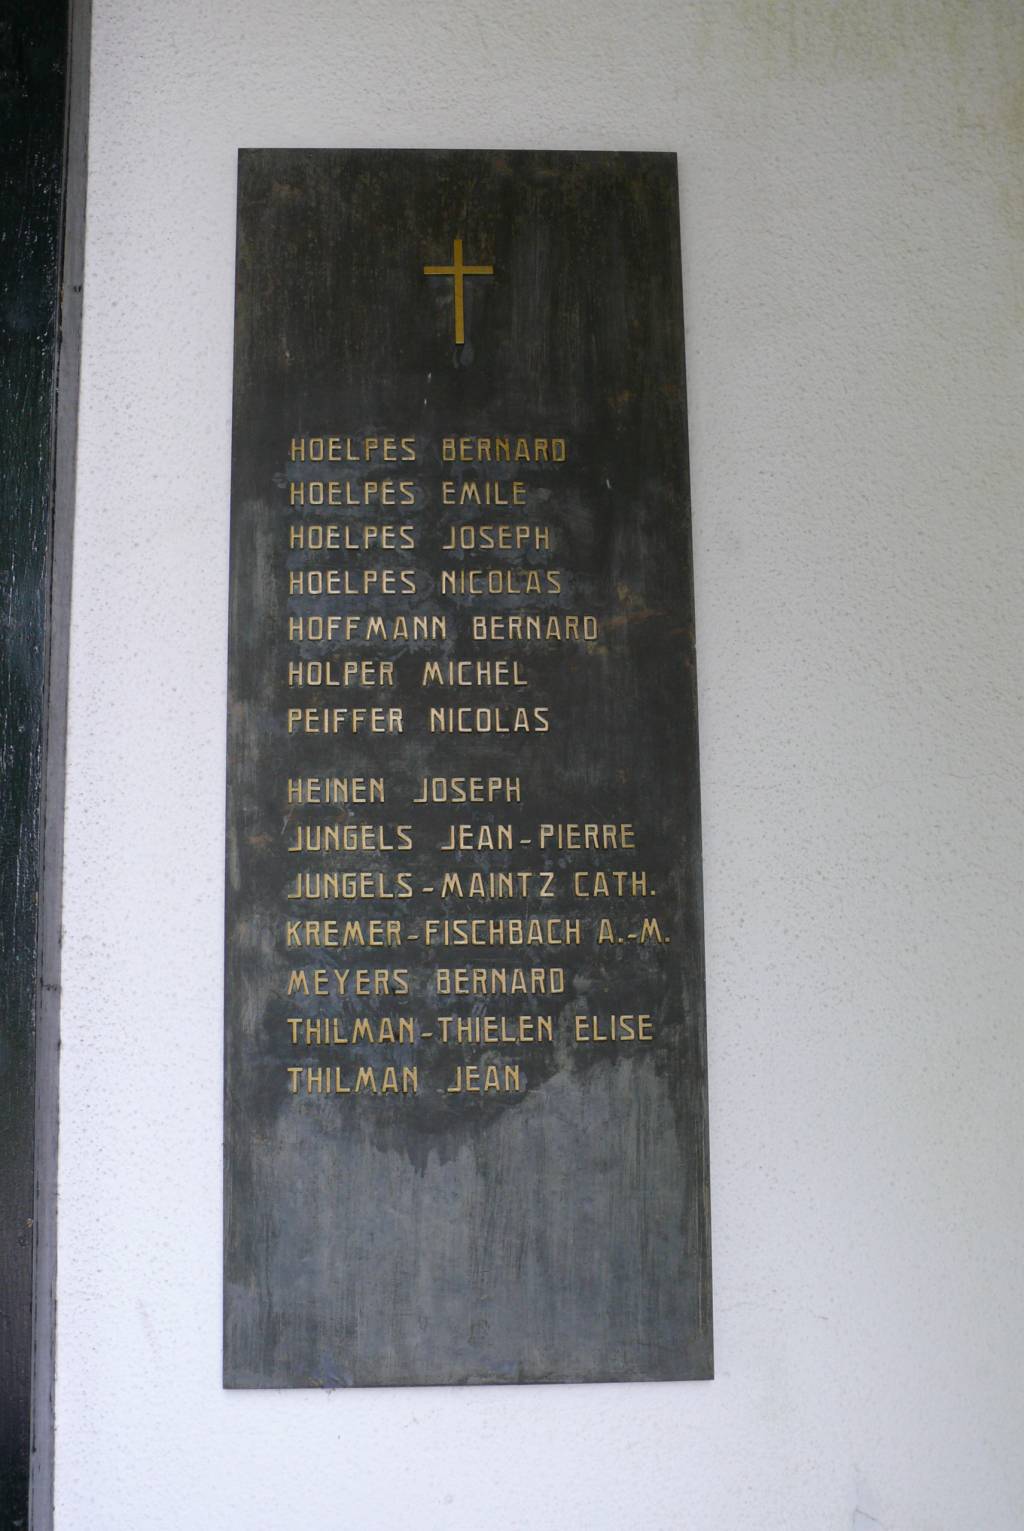 HOELPES BERNARD
HOELPES EMILE
HOELPES JOSEPH
HOELPES NICOLAS
HOFFMANN BERNARD
HOLPER MICHEL
PEIFFER NICOLAS
HEINEN JOSEPH
JUNGELS JEAN-PIERRE
JUNGELS-MAINTZ CATH.
KREMER-FISCHBACH A.-M.
MEYERS BERNARD
THILMAN-THIELEN ELISE
THILMAN JEAN